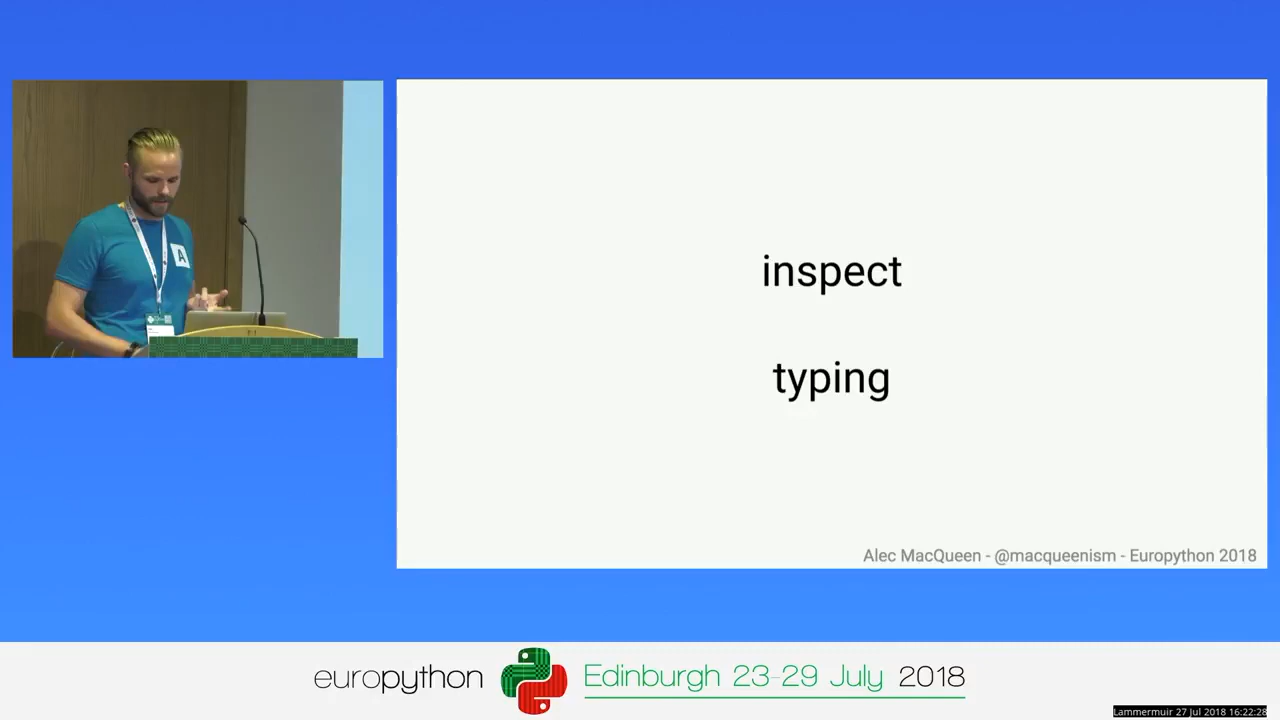 A
inspect
typing
Alec MacQueen - @macqueenism - Europython 2018
europython Edinburgh 23-29 July 2018
Lammermuir 27 Jul 2018 16:22:28